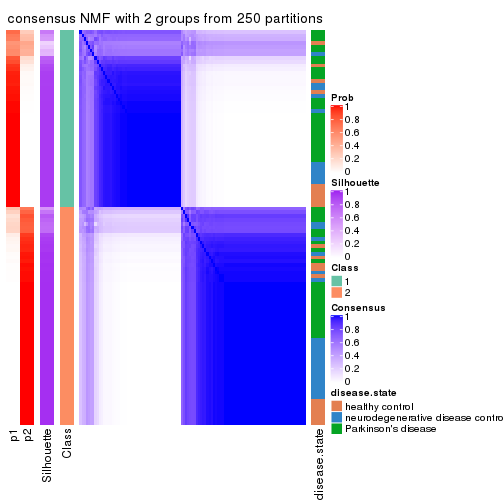 consensus NMF with 2 groups from 250 partitions
Prob
1
0.8
0.6
0.4
0.2
0
Silhouette
1
0.8
0.6
0.4
0.2
0
Class
1
2
Consensus
1
0.8
0.6
0.4
0.2
0
disease.state
healthy control
neurodegenerative disease contro
Parkinson's disease
p1
p2
Silhouette
Class
disease.state